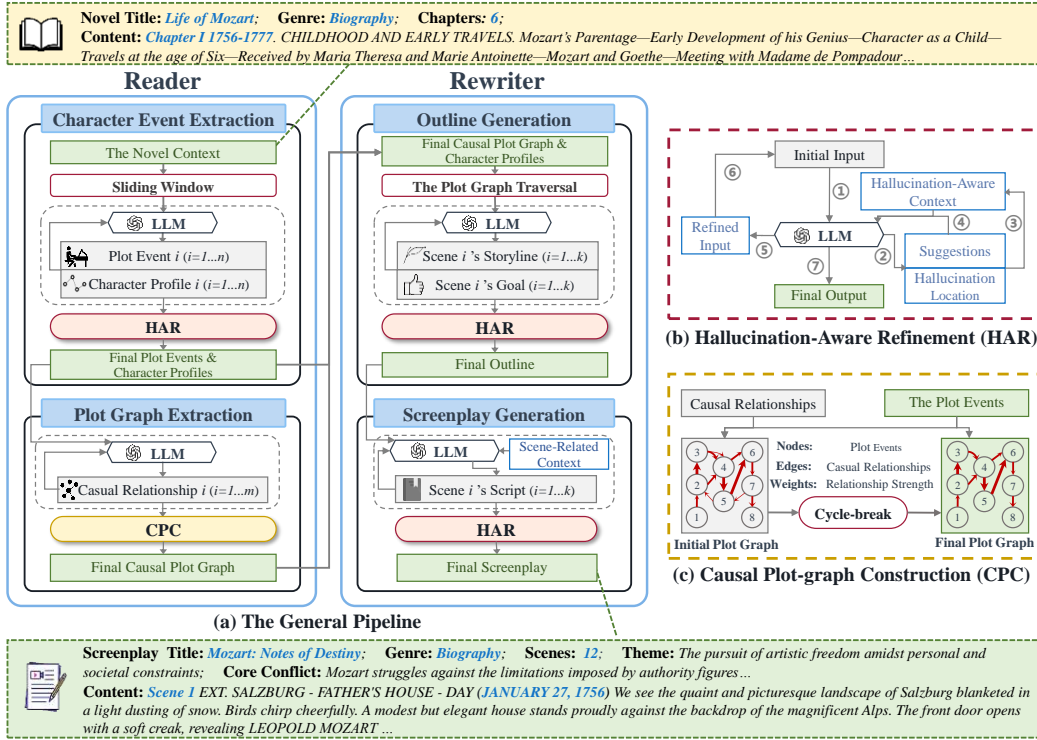 Novel Title: Life of Mozart; Genre: Biography; Chapters: 6;
Content: Chapter I 1756-1777. CHILDHOOD AND EARLY TRAVELS. Mozart's Parentage—Early Development of his Genius—Character as a Child—
Travels at the age of Six—Received by Maria Theresa and Marie Antoinette—Mozart and Goethe—Meeting with Madame de Pompadour…
Reader
Character Event Extraction
The Novel Context
Sliding Window
LLM
Plot Event i (i=1...n)
Character Profile i (i=1...n)
HAR
Final Plot Events &
Character Profiles
Plot Graph Extraction
LLM
Casual Relationship i (i=1...m)
CPC
Final Causal Plot Graph
Rewriter
Outline Generation
Final Causal Plot Graph &
Character Profiles
The Plot Graph Traversal
LLM
Scene i 's Storyline (i=1...k)
Scene i 's Goal (i=1...k)
HAR
Final Outline
Screenplay Generation
LLM
Scene-Related
Context
Scene i 's Script (i=1...k)
HAR
Final Screenplay
(a) The General Pipeline
Initial Input
⑥
①
Hallucination-Aware
Context
④
③
Refined
Input
⑤
LLM
②
Suggestions
Hallucination
Location
⑦
Final Output
(b) Hallucination-Aware Refinement (HAR)
Causal Relationships
The Plot Events
3
6
4
2
7
5
1
8
Nodes: Plot Events
Edges: Causal Relationships
Weights: Relationship Strength
Cycle-break
3
6
4
2
7
5
1
8
Initial Plot Graph
Final Plot Graph
(c) Causal Plot-graph Construction (CPC)
Screenplay Title: Mozart: Notes of Destiny; Genre: Biography; Scenes: 12; Theme: The pursuit of artistic freedom amidst personal and
societal constraints; Core Conflict: Mozart struggles against the limitations imposed by authority figures…
Content: Scene 1 EXT. SALZBURG - FATHER'S HOUSE - DAY (JANUARY 27, 1756) We see the quaint and picturesque landscape of Salzburg blanketed in
a light dusting of snow. Birds chirp cheerfully. A modest but elegant house stands proudly against the backdrop of the magnificent Alps. The front door opens
with a soft creak, revealing LEOPOLD MOZART …